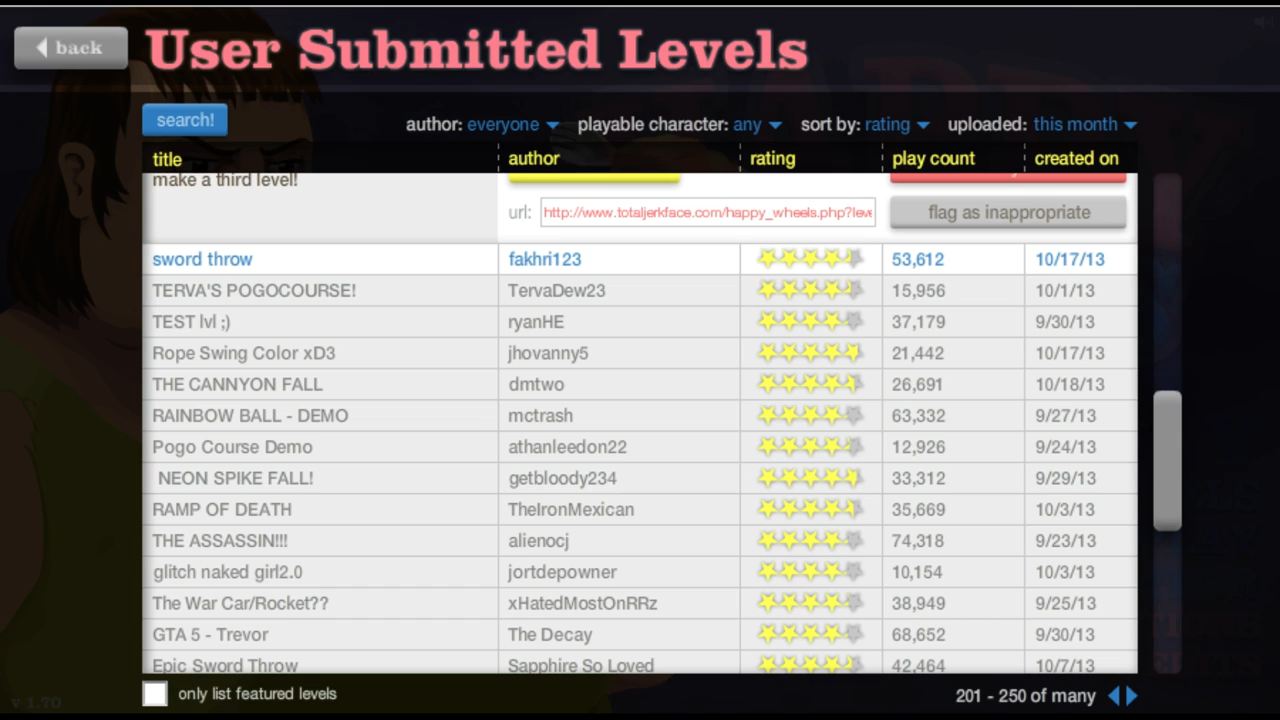 back
User Submitted Levels
search!
author: everyone playable character: any sort by: rating uploaded: this month
title author rating play count created on
make a third level!
url: http://www.totaljerkface.com/happy_wheels.php?leve
flag as inappropriate
sword throw fakhri123 53,612 10/17/13
TERVA'S POGOCOURSE! TervaDew23 15,956 10/1/13
TEST lvl ;) ryanHE 37,179 9/30/13
Rope Swing Color xD3 jhovanny5 21,442 10/17/13
THE CANNYON FALL dmtwo 26,691 10/18/13
RAINBOW BALL - DEMO mctrash 63,332 9/27/13
Pogo Course Demo athanleedon22 12,926 9/24/13
NEON SPIKE FALL! getbloody234 33,312 9/29/13
RAMP OF DEATH TheIronMexican 35,669 10/3/13
THE ASSASSIN!!! alienocj 74,318 9/23/13
glitch naked girl2.0 jortdepowner 10,154 10/3/13
The War Car/Rocket?? xHatedMostOnRRz 38,949 9/25/13
GTA 5 - Trevor The Decay 68,652 9/30/13
Epic Sword Throw Sapphire So Loved 42,464 10/7/13
only list featured levels
201 - 250 of many
v 1.70